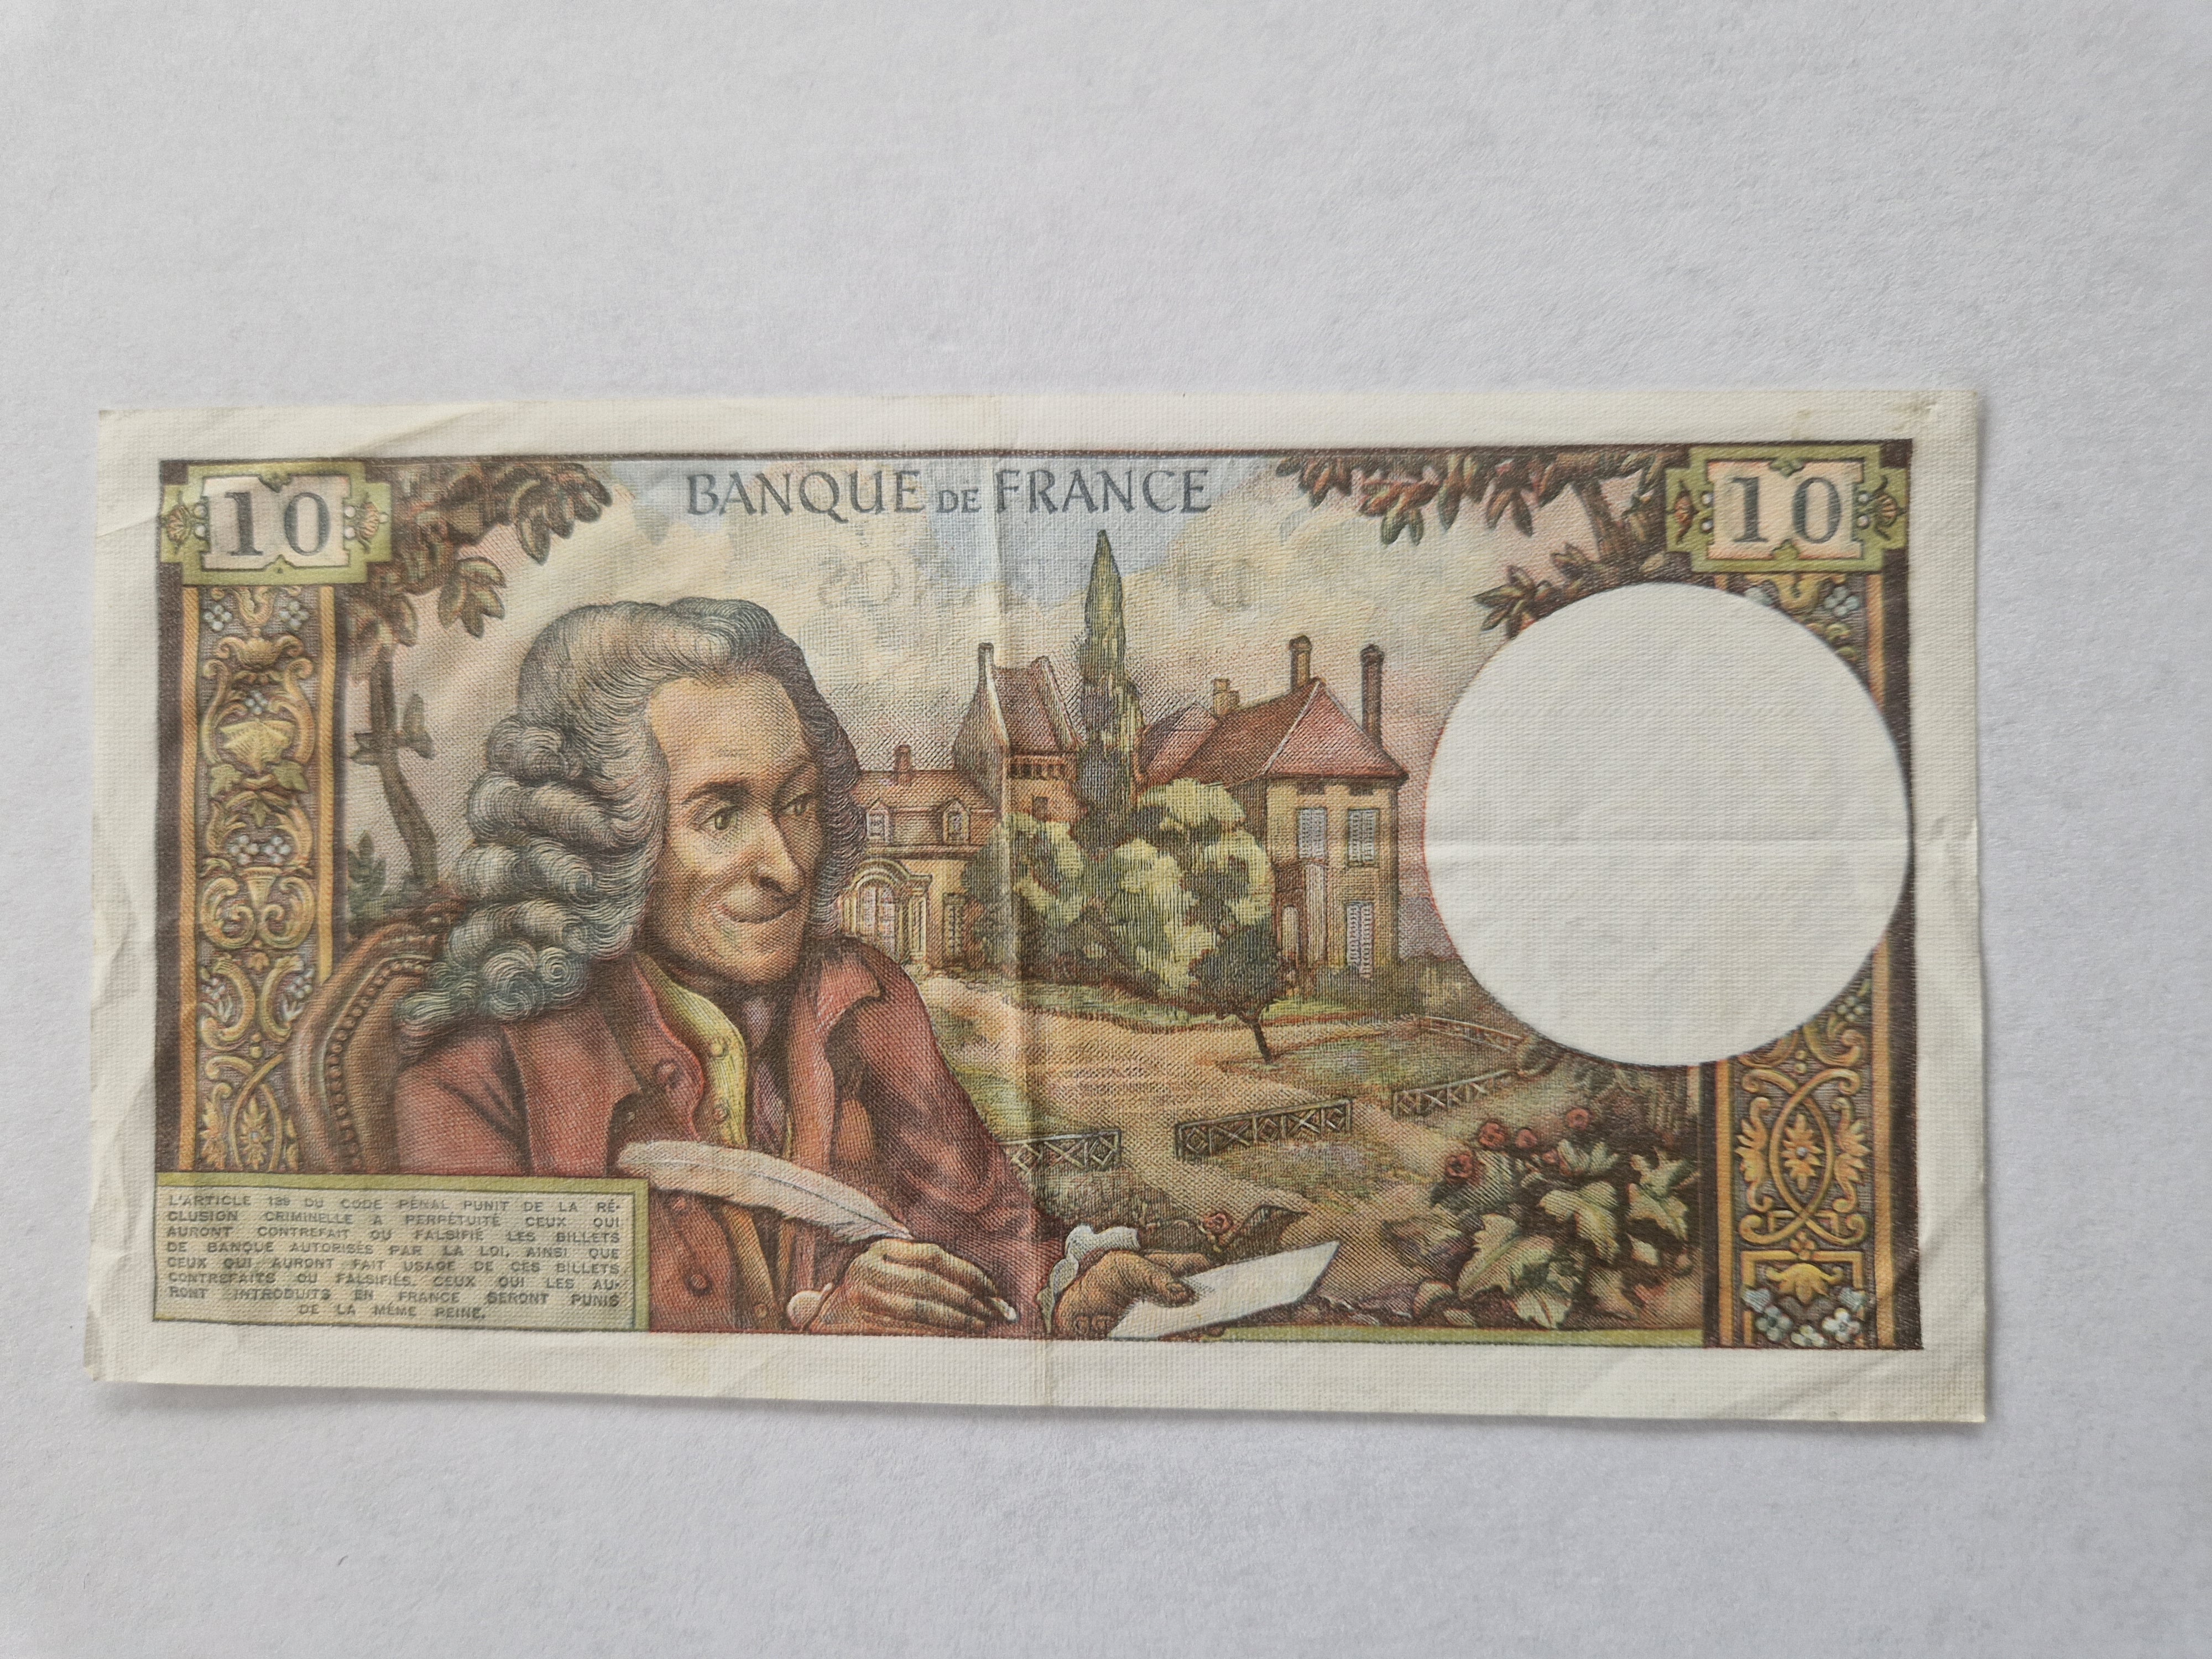 10
BANQUE DE FRANCE
10
L'ARTICLE 139 DU CODE PÉNAL PUNIT DE LA RÉ-
CLUSION CRIMINELLE A PERPÉTUITÉ CEUX QUI
AURONT CONTREFAIT OU FALSIFIÉ LES BILLETS
DE BANQUE AUTORISÉS PAR LA LOI, AINSI QUE
CEUX QUI AURONT FAIT USAGE DE CES BILLETS
CONTREFAITS OU FALSIFIÉS. CEUX QUI LES AU-
RONT INTRODUITS EN FRANCE SERONT PUNIS
DE LA MÊME PEINE.